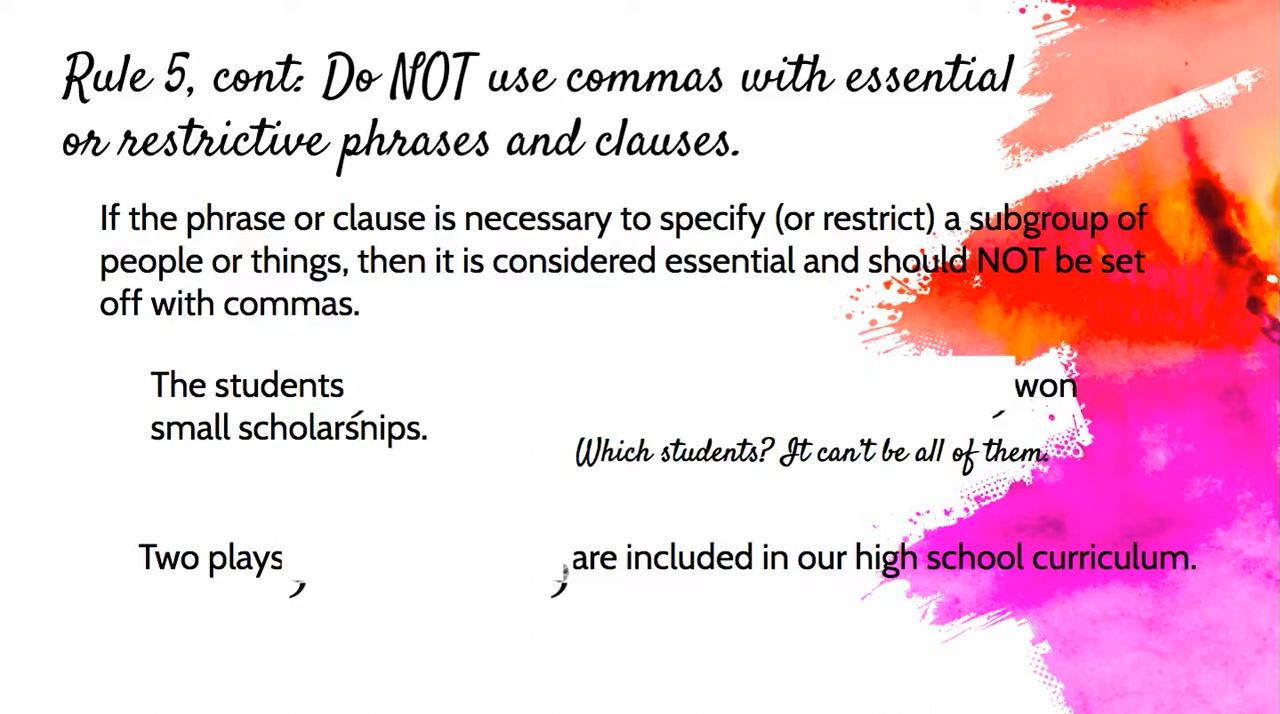 Rule 5, cont: Do NOT use commas with essential
or restrictive phrases and clauses.
If the phrase or clause is necessary to specify (or restrict) a subgroup of
people or things, then it is considered essential and should NOT be set
off with commas.
The students won
small scholarships.
(Which students? It can't be all of them.
Two plays, , are included in our high school curriculum.